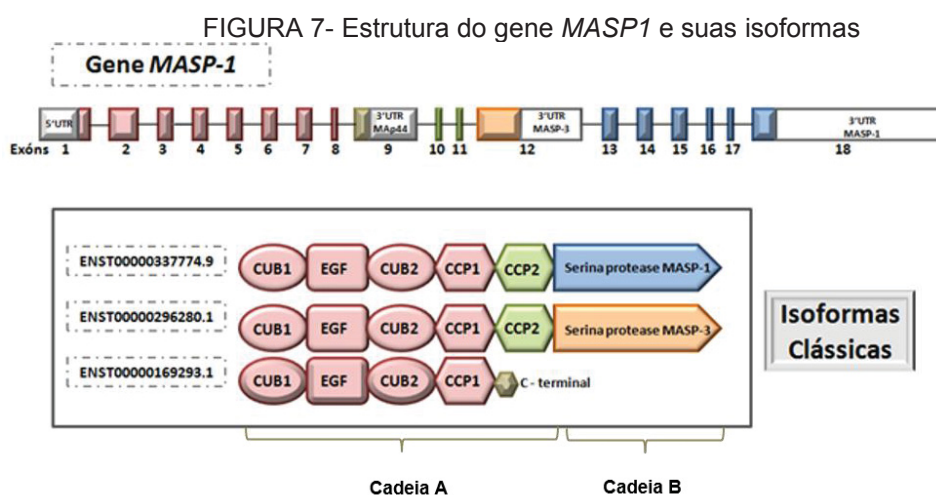 FIGURA 7- Estrutura do gene MASP1 e suas isoformas
Gene MASP-1
5'UTR
3'UTR
MAp44
3'UTR
MASP-3
3'UTR
MASP-1
Exóns 1 2 3 4 5 6 7 8 9 10 11 12 13 14 15 16 17 18
ENST00000337774.9 CUB1 EGF CUB2 CCP1 CCP2 Serina protease MASP-1
ENST00000296280.1 CUB1 EGF CUB2 CCP1 CCP2 Serina protease MASP-3
ENST00000169293.1 CUB1 EGF CUB2 CCP1 C - terminal
Isoformas
Clássicas
Cadeia A Cadeia B